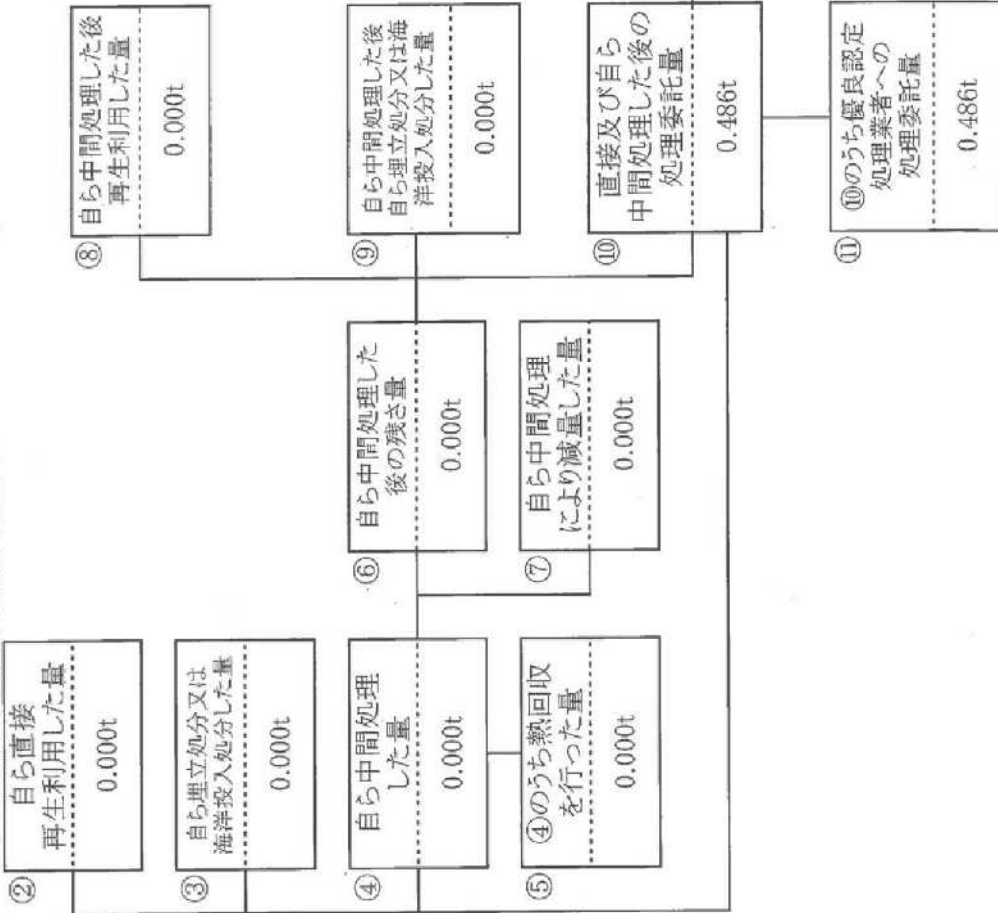 ②
自ら直接
再生利用した量
0.000t
③
自ら埋立処分又は
海洋投入処分した量
0.000t
④
自ら中間処理
した量
0.000t
⑤
④のうち熱回収
を行った量
0.000t
⑥
自ら中間処理した
後の残さ量
0.000t
⑦
自ら中間処理
により減量した量
0.000t
⑧
自ら中間処理した後
再生利用した量
0.000t
⑨
自ら中間処理した後
自ら埋立処分又は海
洋投入処分した量
0.000t
⑩
直接及び自ら
中間処理した後の
処理委託量
0.486t
⑪
⑩のうち優良認定
処理業者への
処理委託量
0.486t